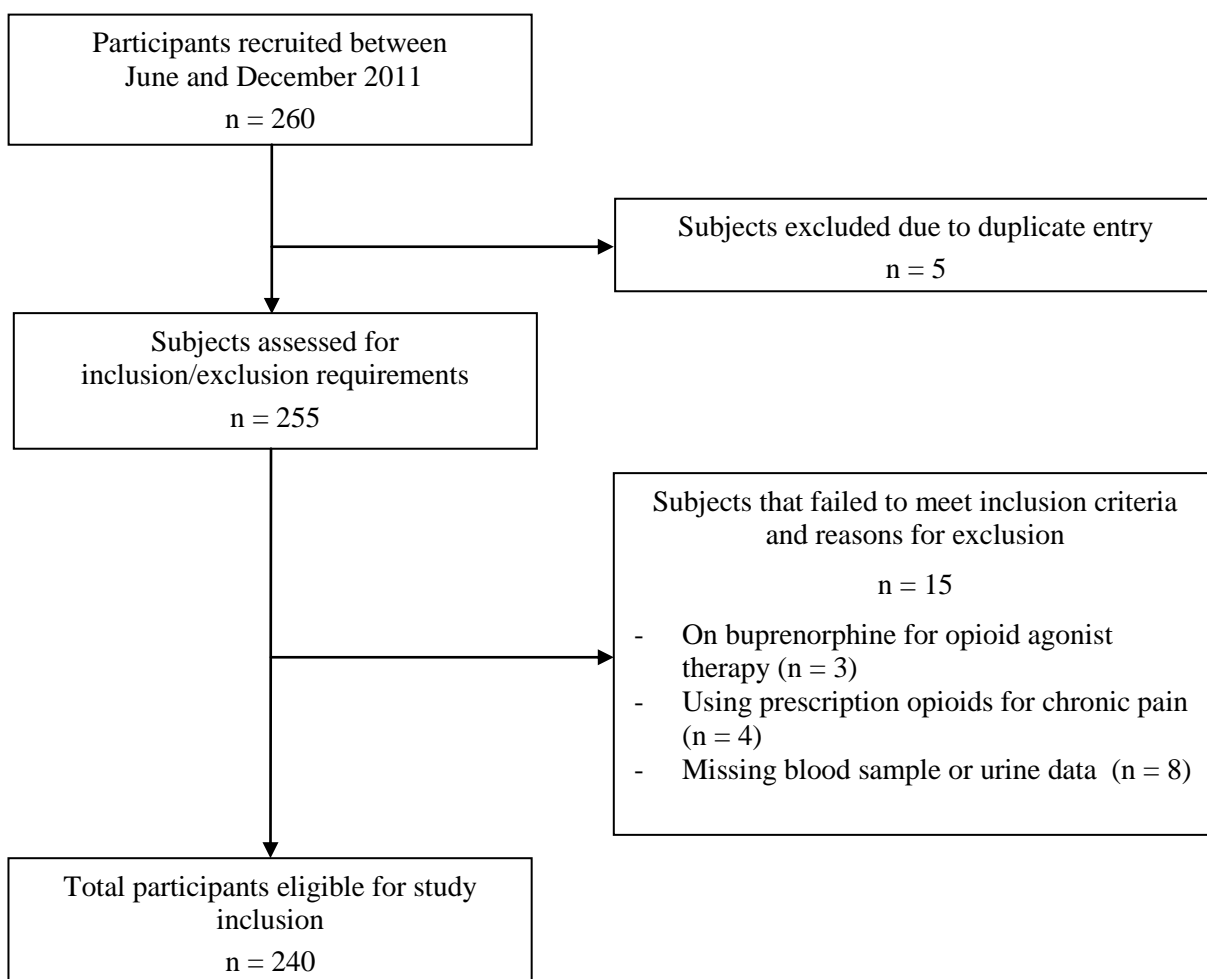 Participants recruited between
June and December 2011
n = 260
Subjects excluded due to duplicate entry
n = 5
Subjects assessed for
inclusion/exclusion requirements
n = 255
Subjects that failed to meet inclusion criteria
and reasons for exclusion
n = 15
- On buprenorphine for opioid agonist
therapy (n = 3)
- Using prescription opioids for chronic pain
(n = 4)
- Missing blood sample or urine data (n = 8)
Total participants eligible for study
inclusion
n = 240